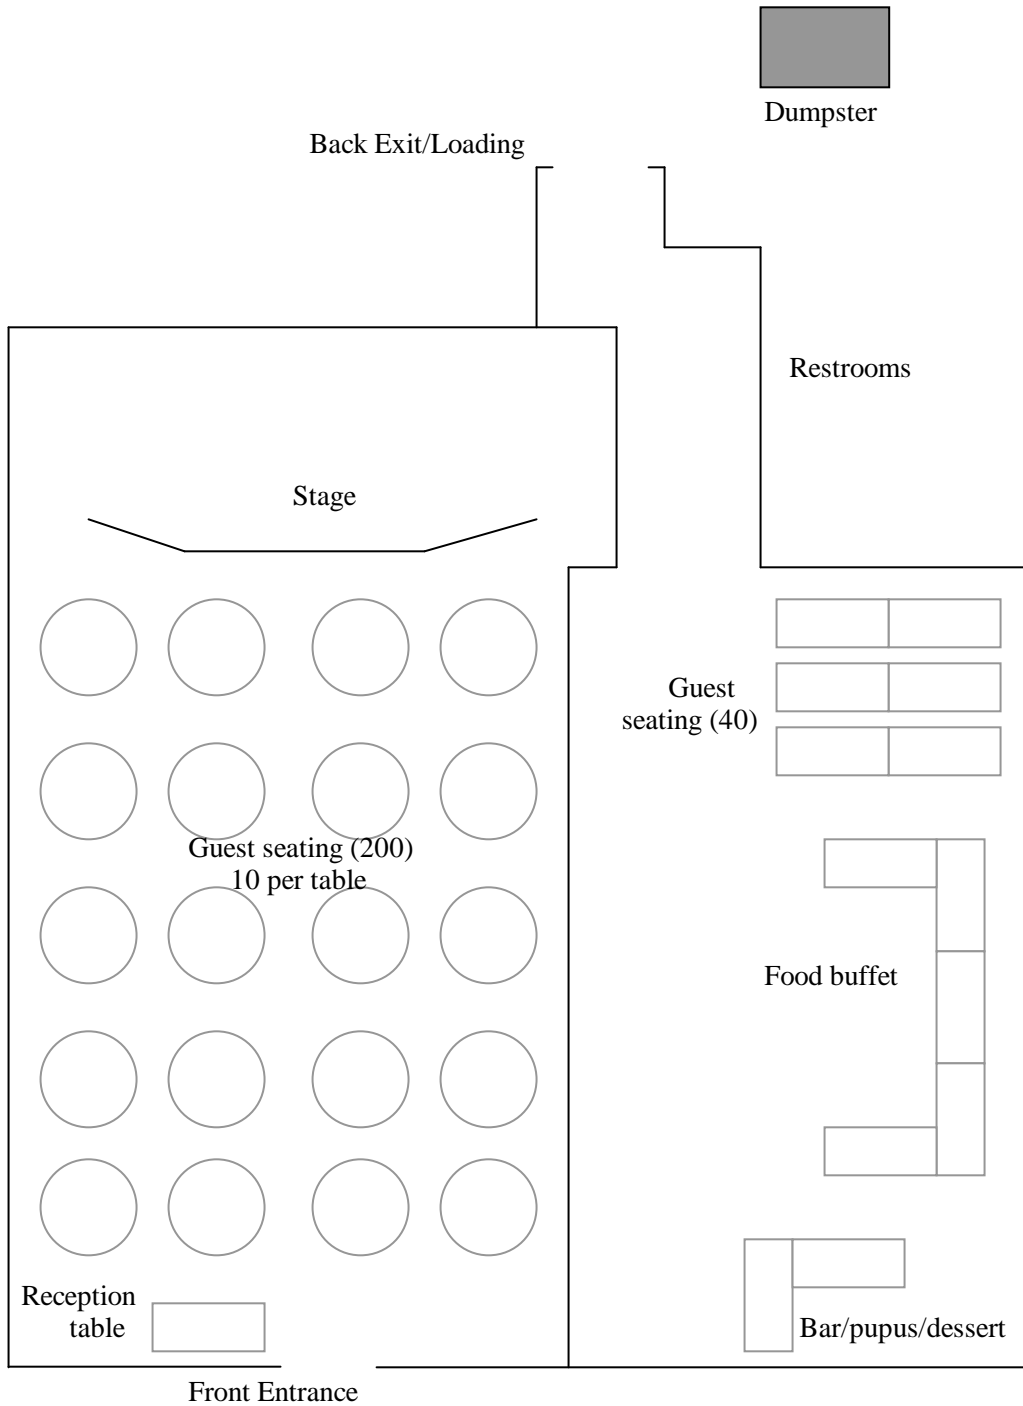 Dumpster
Back Exit/Loading
Restrooms
Stage
Guest
seating (40)
Guest seating (200)
10 per table
Food buffet
Reception
table
Bar/pupus/dessert
Front Entrance